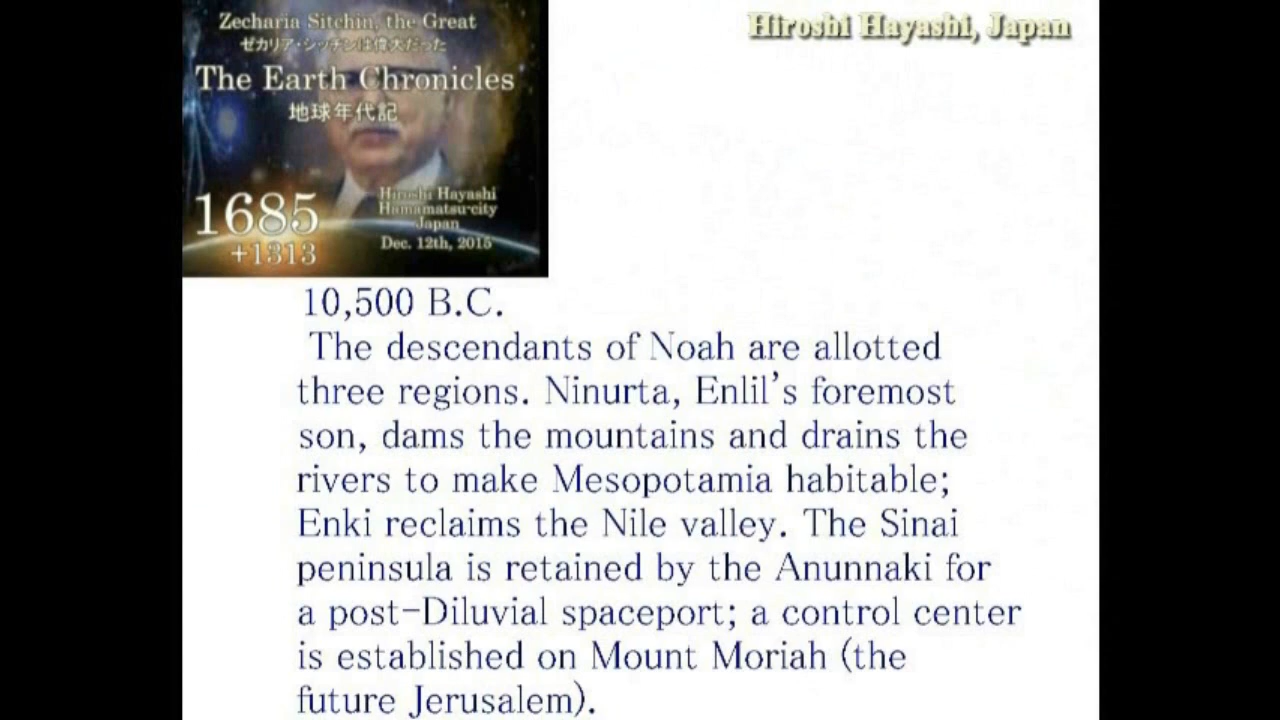 Zecharia Sitchin, the Great
ゼカリア・シッチンは偉大だった
The Earth Chronicles
地球年代記
1685
+1313
Hiroshi Hayashi
Hamamatsu-city
Japan
Dec. 12th, 2015
Hiroshi Hayashi, Japan
10,500 B.C.
The descendants of Noah are allotted
three regions. Ninurta, Enlil’s foremost
son, dams the mountains and drains the
rivers to make Mesopotamia habitable;
Enki reclaims the Nile valley. The Sinai
peninsula is retained by the Anunnaki for
a post-Diluvial spaceport; a control center
is established on Mount Moriah (the
future Jerusalem).